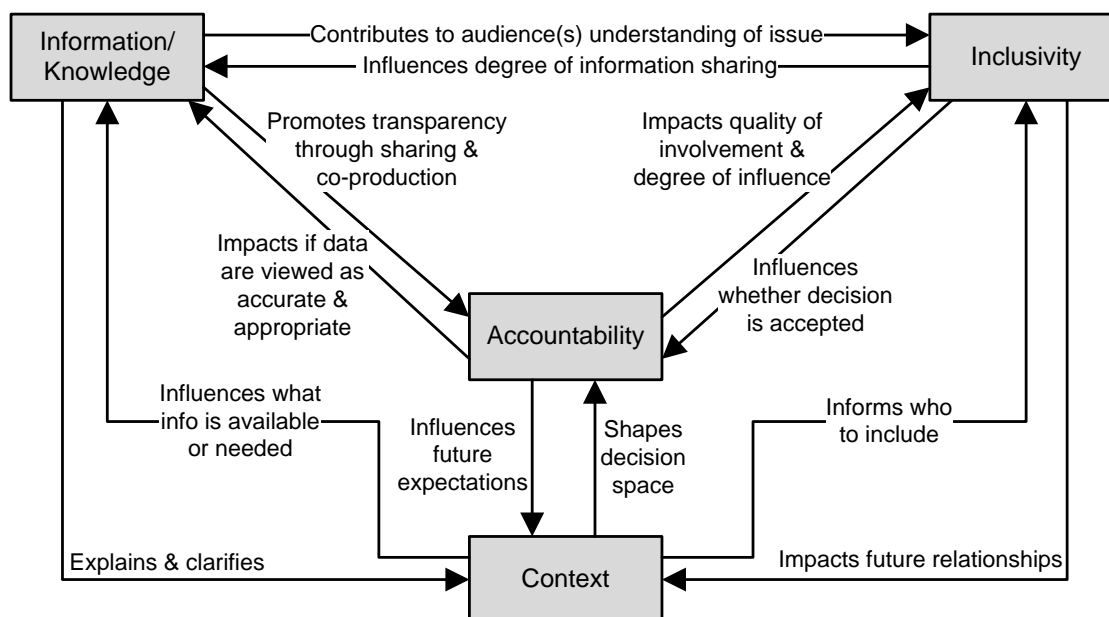 Information/
Knowledge
Contributes to audience(s) understanding of issue
Influences degree of information sharing
Inclusivity
Promotes transparency
through sharing &
co-production
Impacts quality of
involvement &
degree of influence
Impacts if data
are viewed as
accurate &
appropriate
Influences
whether decision
is accepted
Accountability
Influences what
info is available
or needed
Influences
future
expectations
Shapes
decision
space
Informs who
to include
Explains & clarifies
Context
Impacts future relationships